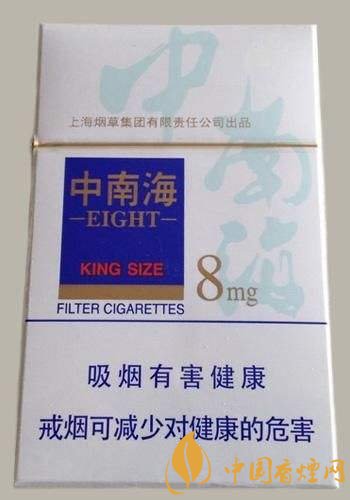 中南海
上海烟草集团有限责任公司出品
中南海
EIGHT
KING SIZE
8mg
FILTER CIGARETTES
吸烟有害健康
戒烟可减少对健康的危害
中国香烟网